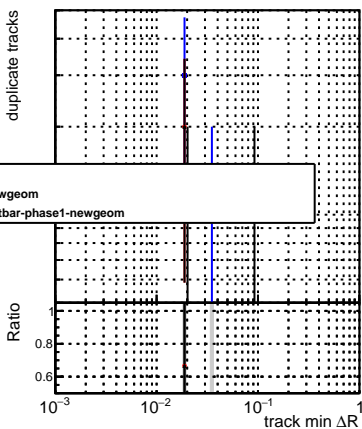 duplicate tracks
wgeom
tbar-phase1-newgeom
Ratio
1
0.8
0.6
10−3 10−2 10−1 1
track min ΔR